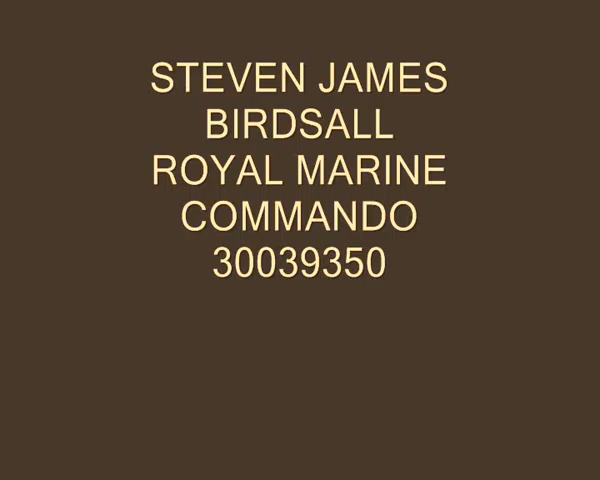 STEVEN JAMES
BIRDSALL
ROYAL MARINE
COMMANDO
30039350